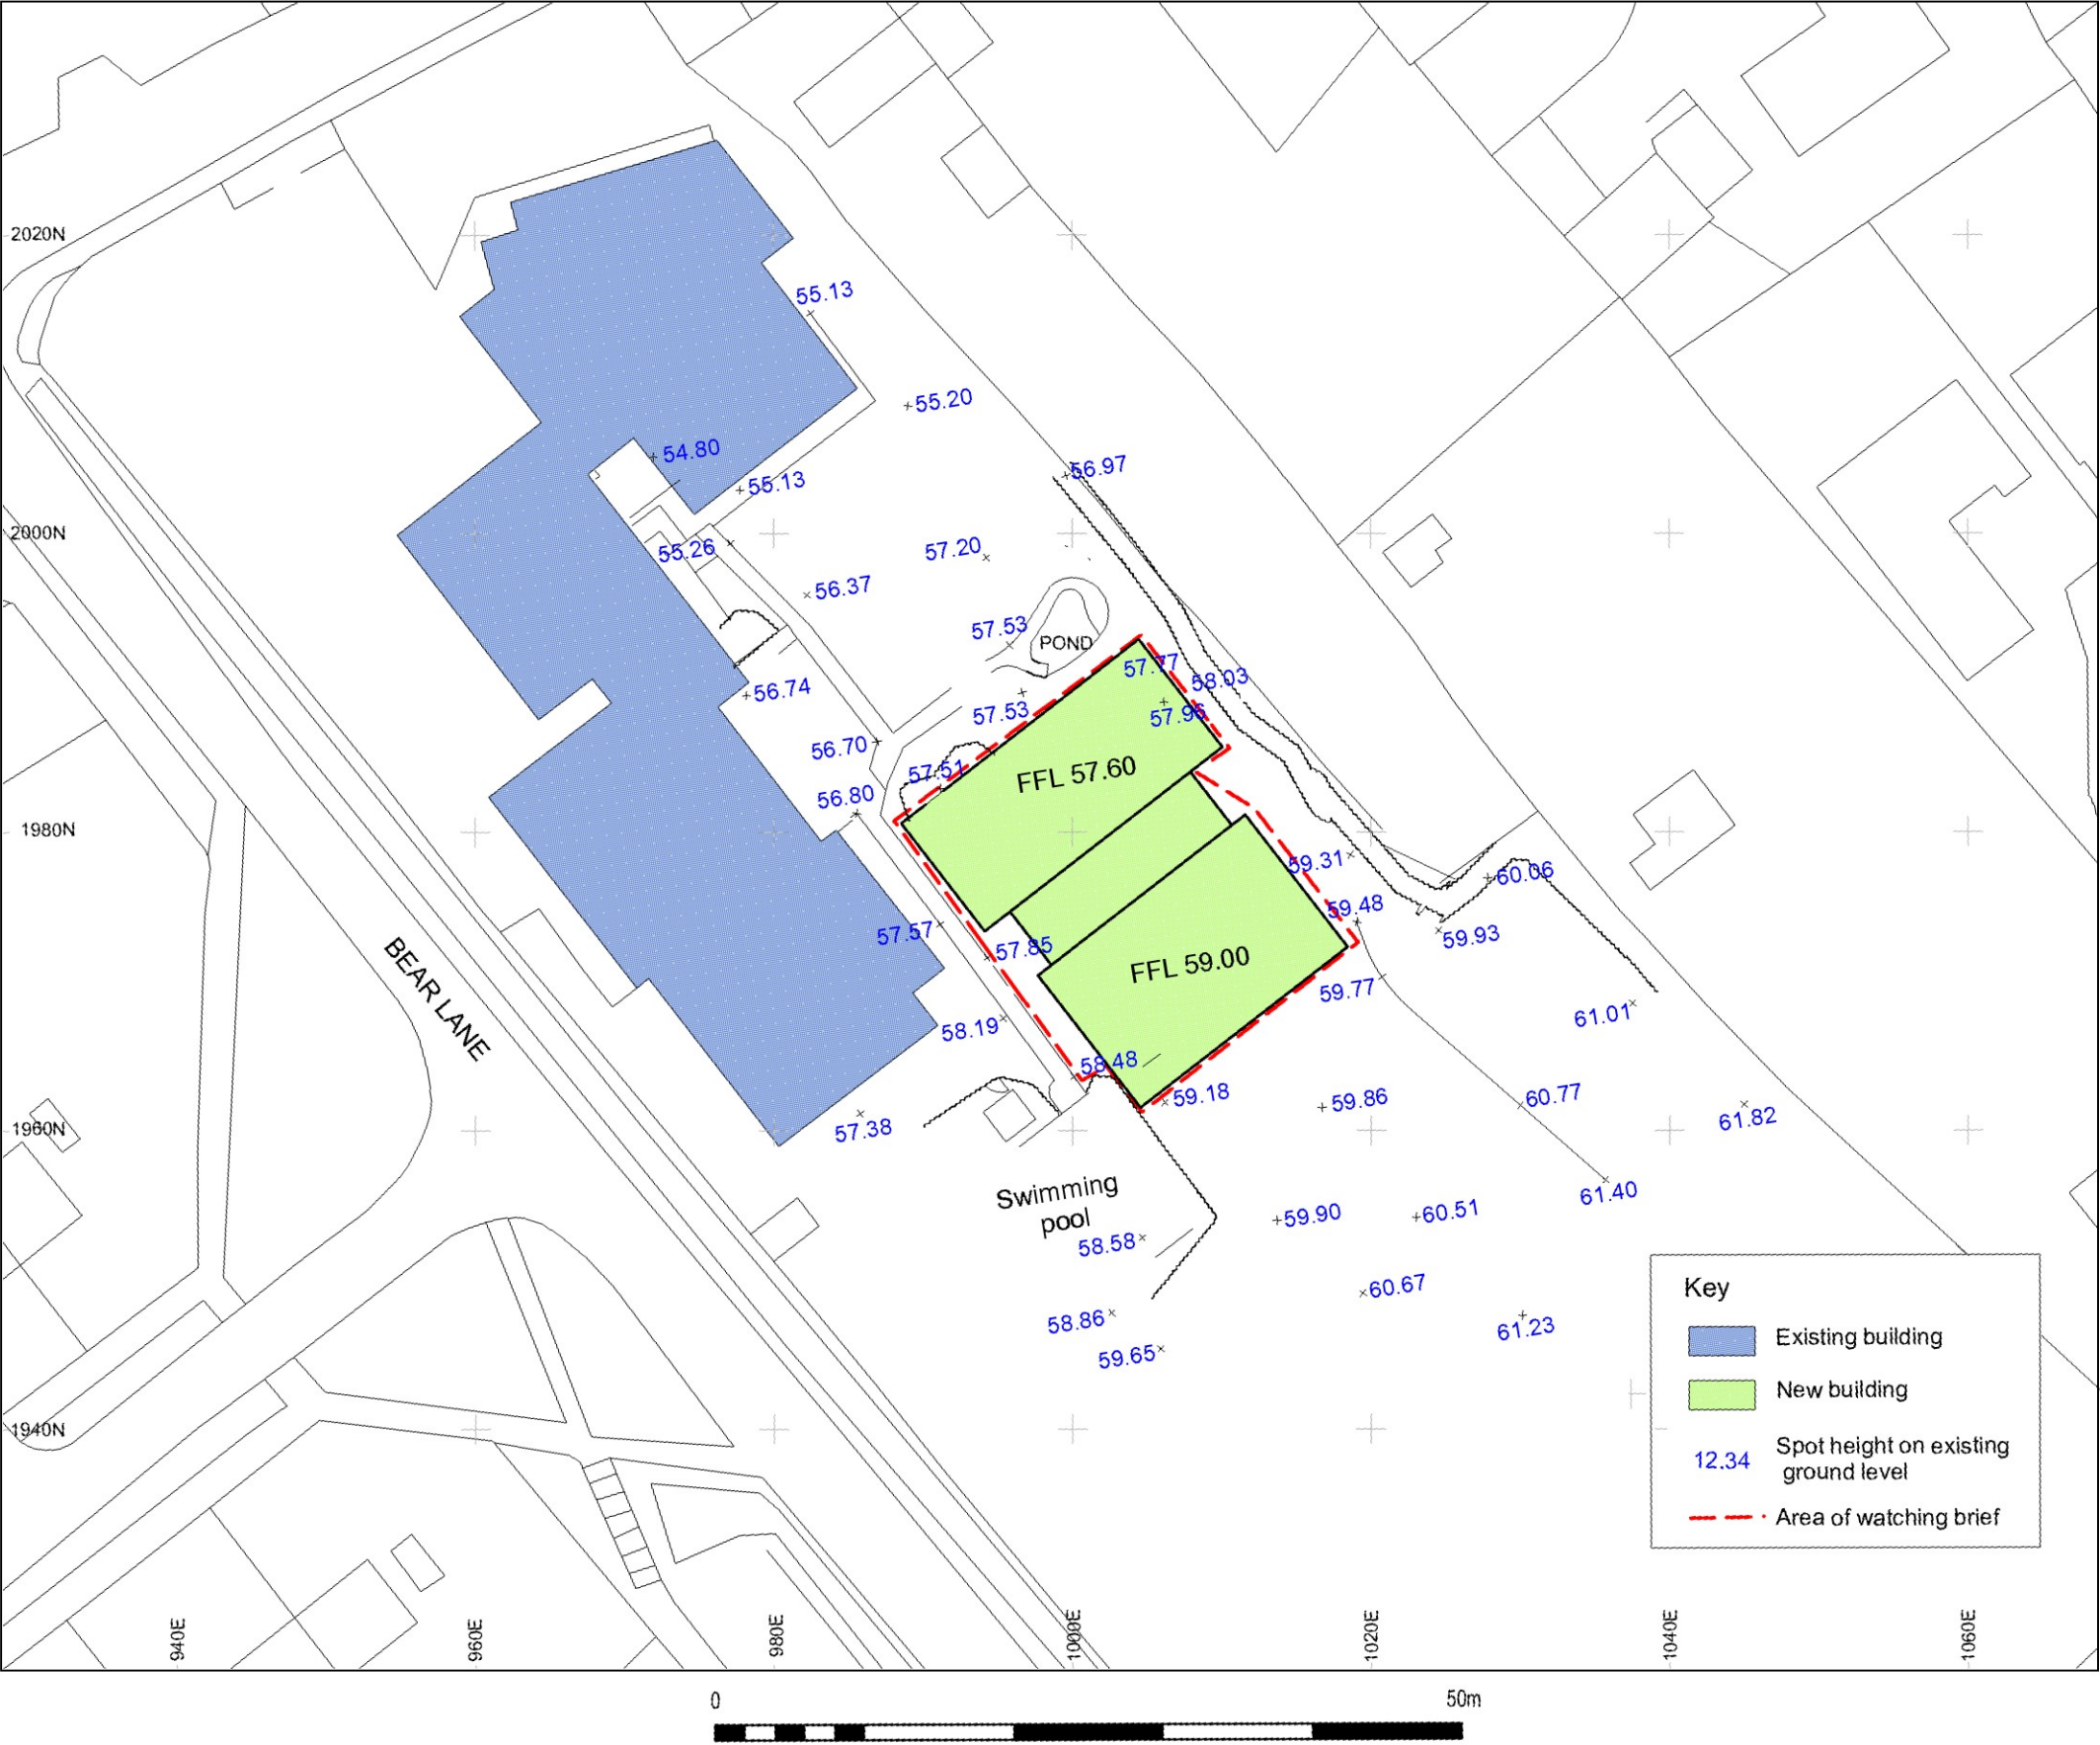 2020N
55.13
55.20
54.80
55.13
56.97
2000N
55.26
57.20
56.37
57.53
POND
57.77
58.03
56.74
57.53
57.95
56.70
57.51
FFL 57.60
56.80
1980N
59.31
60.06
59.48
57.57
57.85
59.93
BEAR LANE
FFL 59.00
59.77
61.01
58.19
58.48
59.18
59.86
60.77
61.82
1960N
57.38
Swimming
pool
61.40
59.90
60.51
58.58
60.67
58.86
61.23
59.65
1940N
Key
Existing building
New building
12.34
Spot height on existing
ground level
Area of watching brief
940E
960E
980E
1000E
1020E
1040E
1060E
0
50m